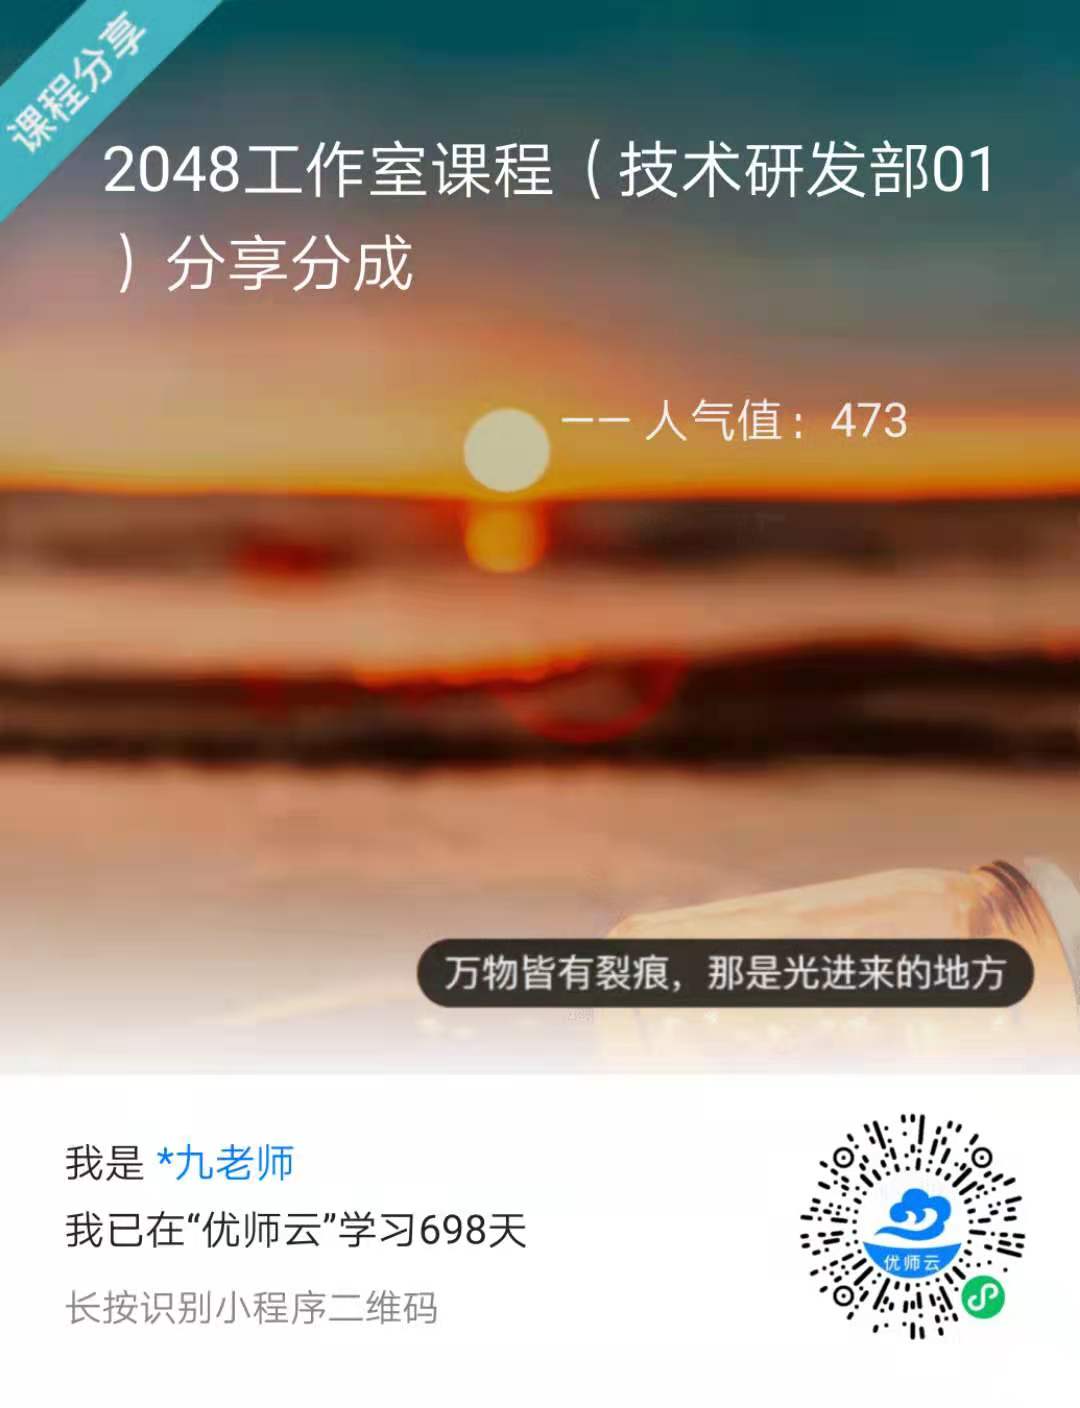 课程分享
2048工作室课程（技术研发部01
）分享分成
—— 人气值：473
万物皆有裂痕，那是光进来的地方
我是 *九老师
我已在“优师云”学习698天
长按识别小程序二维码
优师云